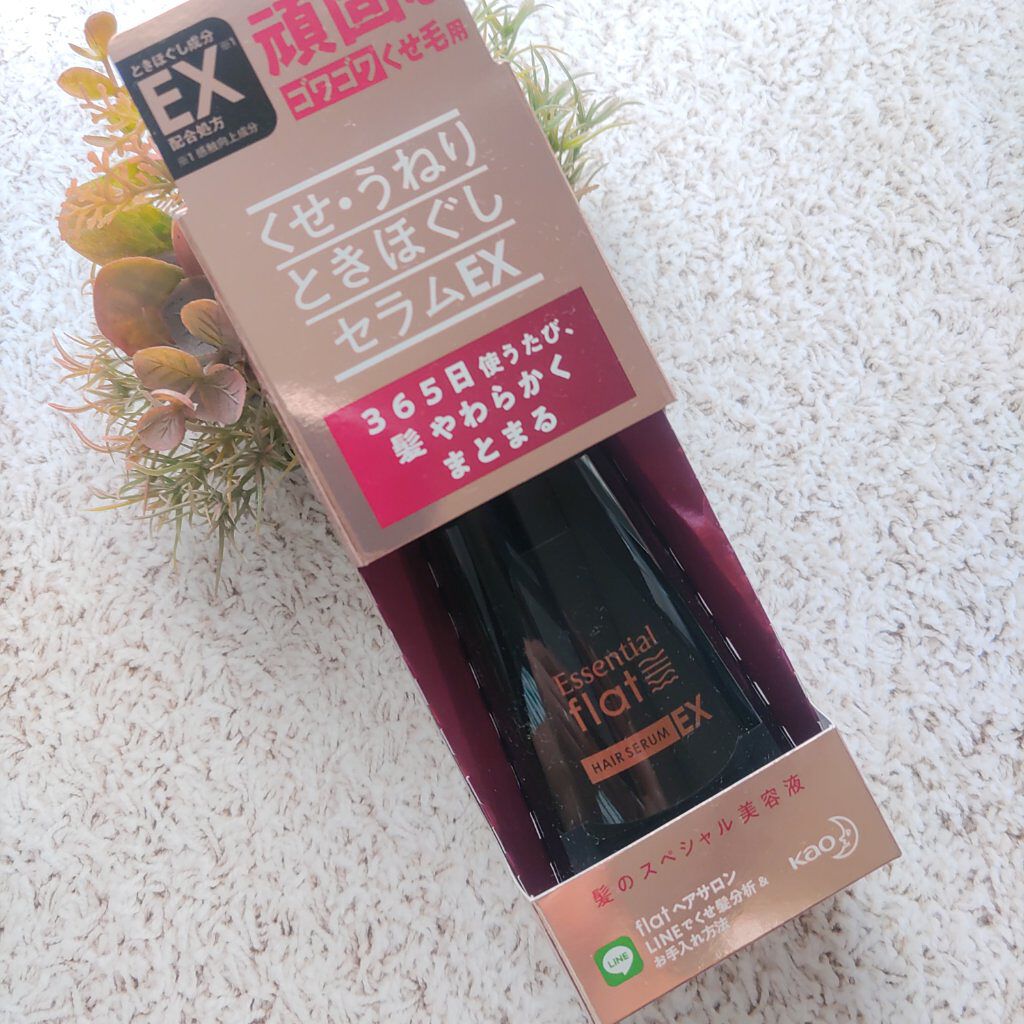 ときほぐし成分
EX
※1
配合処方
※1 感触向上成分
頑固な
ゴワゴワくせ毛用
くせ・うねり
ときほぐし
セラムEX
365日使うたび、
髪やわらかく
まとまる
Essential
flat
HAIR SERUM EX
髪のスペシャル美容液
Kao
flatヘアサロン
LINEでくせ髪分析&
お手入れ方法
LINE